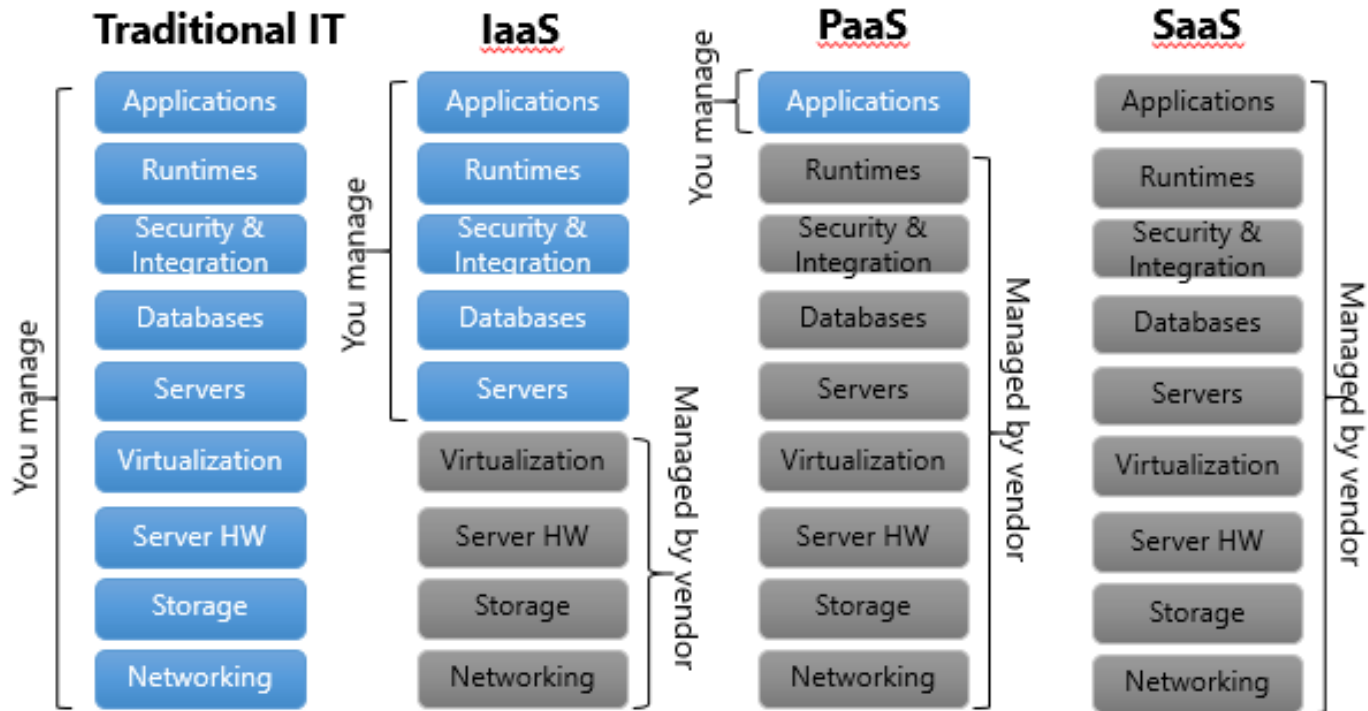 Traditional IT
IaaS
PaaS
SaaS
You manage
Applications
Runtimes
Security &
Integration
Databases
Servers
Virtualization
Server HW
Storage
Networking
You manage
Applications
Runtimes
Security &
Integration
Databases
Servers
Virtualization
Server HW
Storage
Networking
Managed by vendor
You manage
Applications
Runtimes
Security &
Integration
Databases
Servers
Virtualization
Server HW
Storage
Networking
Managed by vendor
Applications
Runtimes
Security &
Integration
Databases
Servers
Virtualization
Server HW
Storage
Networking
Managed by vendor